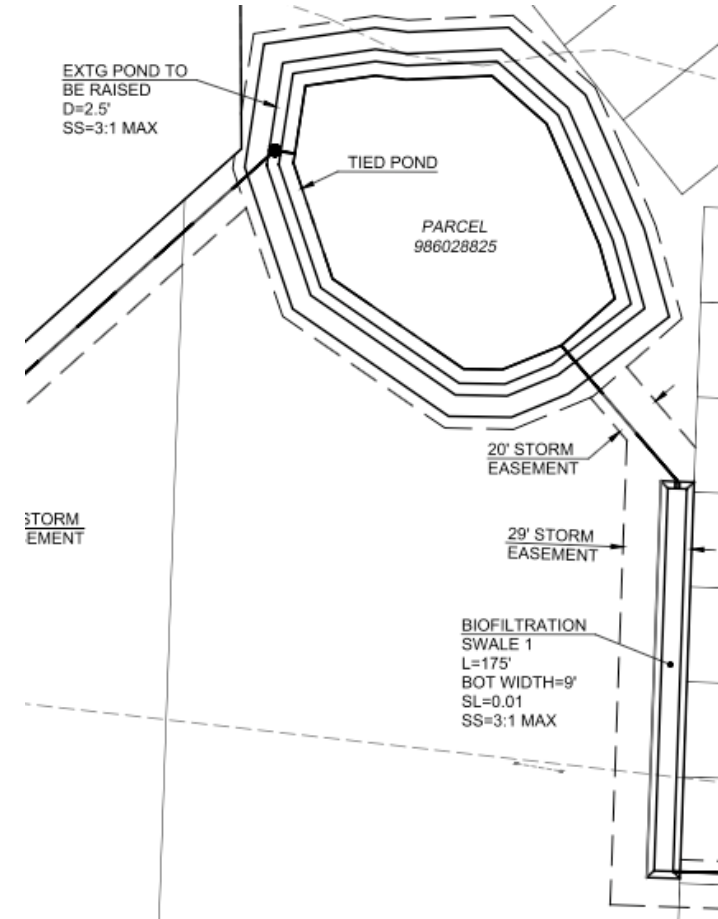 EXTG POND TO
BE RAISED
D=2.5'
SS=3:1 MAX
TIED POND
PARCEL
986028825
20' STORM
EASEMENT
STORM
EMENT
29' STORM
EASEMENT
BIOFILTRATION
SWALE 1
L=175'
BOT WIDTH=9'
SL=0.01
SS=3:1 MAX